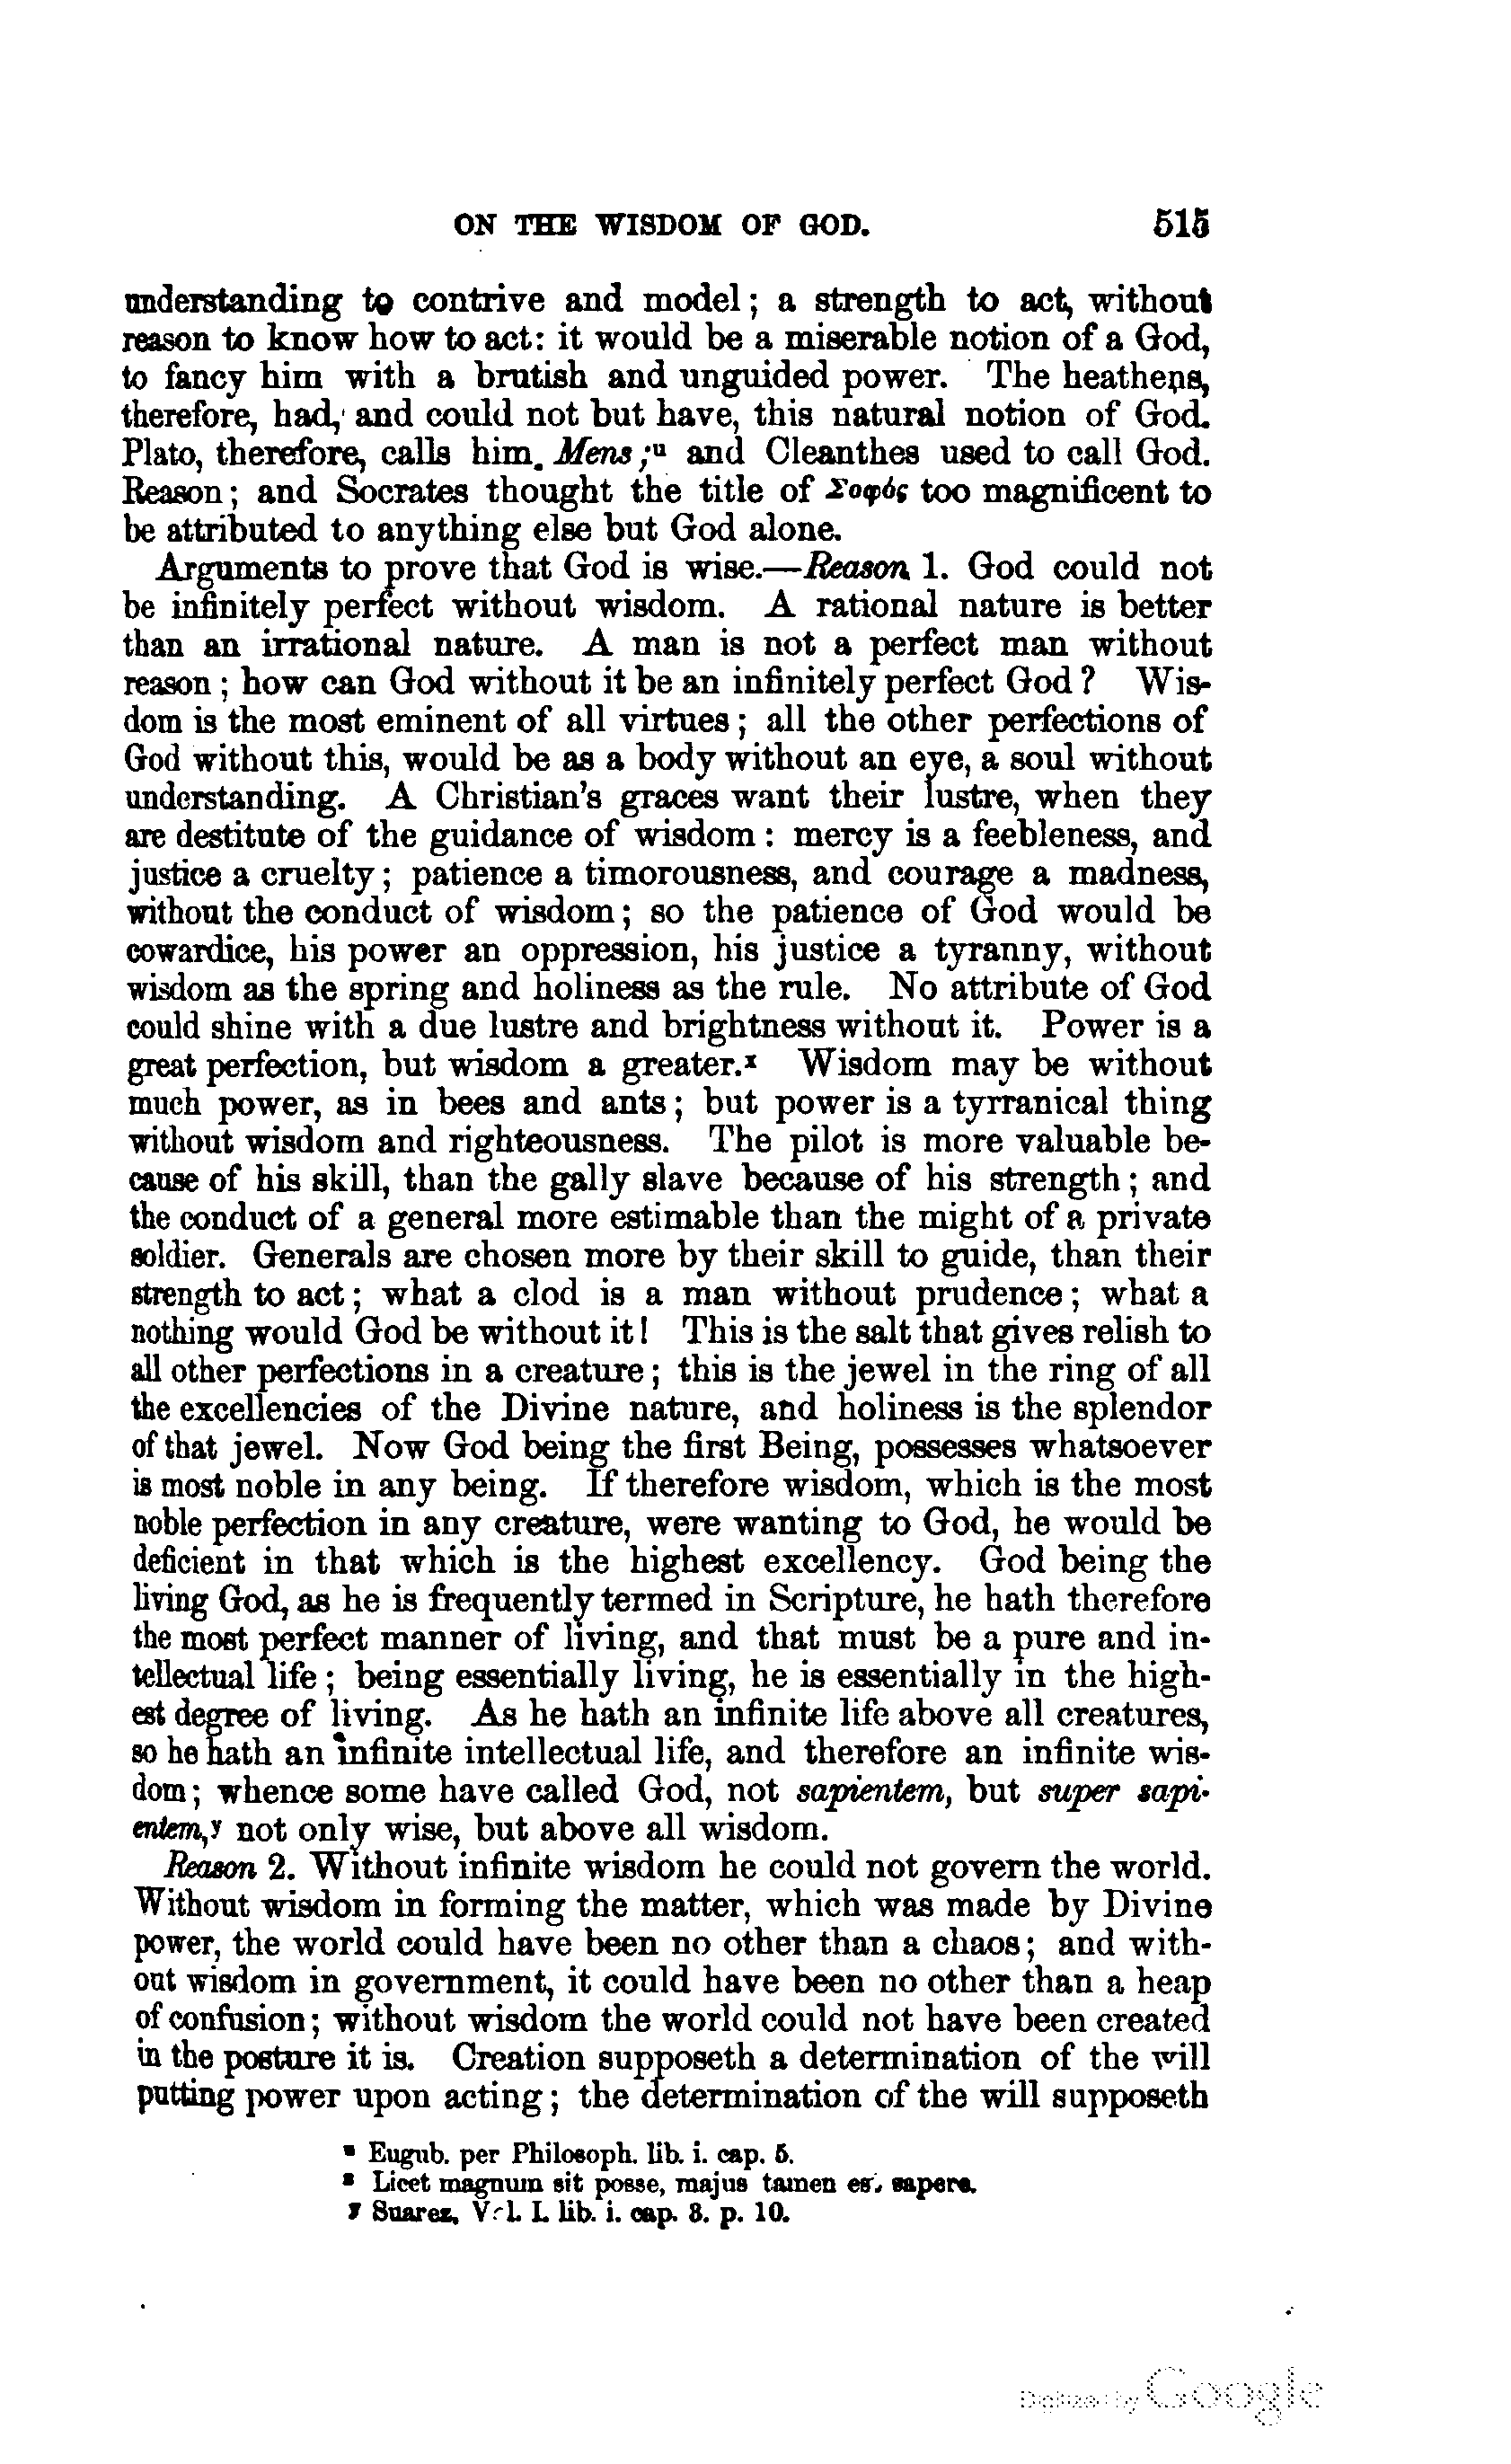 ON THE WISDOM OF GOD. 515
understanding to contrive and model; a strength to act, without
reason to know how to act: it would be a miserable notion of a God,
to fancy him with a brutish and unguided power. The heathens,
therefore, had, and could not but have, this natural notion of God.
Plato, therefore, calls him. Mens;ᵘ and Cleanthes used to call God.
Reason; and Socrates thought the title of Σοφός too magnificent to
be attributed to anything else but God alone.
Arguments to prove that God is wise.—Reason 1. God could not
be infinitely perfect without wisdom. A rational nature is better
than an irrational nature. A man is not a perfect man without
reason; how can God without it be an infinitely perfect God? Wis-
dom is the most eminent of all virtues; all the other perfections of
God without this, would be as a body without an eye, a soul without
understanding. A Christian's graces want their lustre, when they
are destitute of the guidance of wisdom: mercy is a feebleness, and
justice a cruelty; patience a timorousness, and courage a madness,
without the conduct of wisdom; so the patience of God would be
cowardice, his power an oppression, his justice a tyranny, without
wisdom as the spring and holiness as the rule. No attribute of God
could shine with a due lustre and brightness without it. Power is a
great perfection, but wisdom a greater.ˣ Wisdom may be without
much power, as in bees and ants; but power is a tyrranical thing
without wisdom and righteousness. The pilot is more valuable be-
cause of his skill, than the gally slave because of his strength; and
the conduct of a general more estimable than the might of a private
soldier. Generals are chosen more by their skill to guide, than their
strength to act; what a clod is a man without prudence; what a
nothing would God be without it! This is the salt that gives relish to
all other perfections in a creature; this is the jewel in the ring of all
the excellencies of the Divine nature, and holiness is the splendor
of that jewel. Now God being the first Being, possesses whatsoever
is most noble in any being. If therefore wisdom, which is the most
noble perfection in any creature, were wanting to God, he would be
deficient in that which is the highest excellency. God being the
living God, as he is frequently termed in Scripture, he hath therefore
the most perfect manner of living, and that must be a pure and in-
tellectual life; being essentially living, he is essentially in the high-
est degree of living. As he hath an infinite life above all creatures,
so he hath an infinite intellectual life, and therefore an infinite wis-
dom; whence some have called God, not sapientem, but super sapi-
entem,ʸ not only wise, but above all wisdom.
Reason 2. Without infinite wisdom he could not govern the world.
Without wisdom in forming the matter, which was made by Divine
power, the world could have been no other than a chaos; and with-
out wisdom in government, it could have been no other than a heap
of confusion; without wisdom the world could not have been created
in the posture it is. Creation supposeth a determination of the will
putting power upon acting; the determination of the will supposeth
ᵘ Eugub. per Philosoph. lib. i. cap. 5.
ˣ Licet magnum sit posse, majus tamen est sapere.
ʸ Suarez, Vol. I. lib. i. cap. 3. p. 10.
Digitized by Google